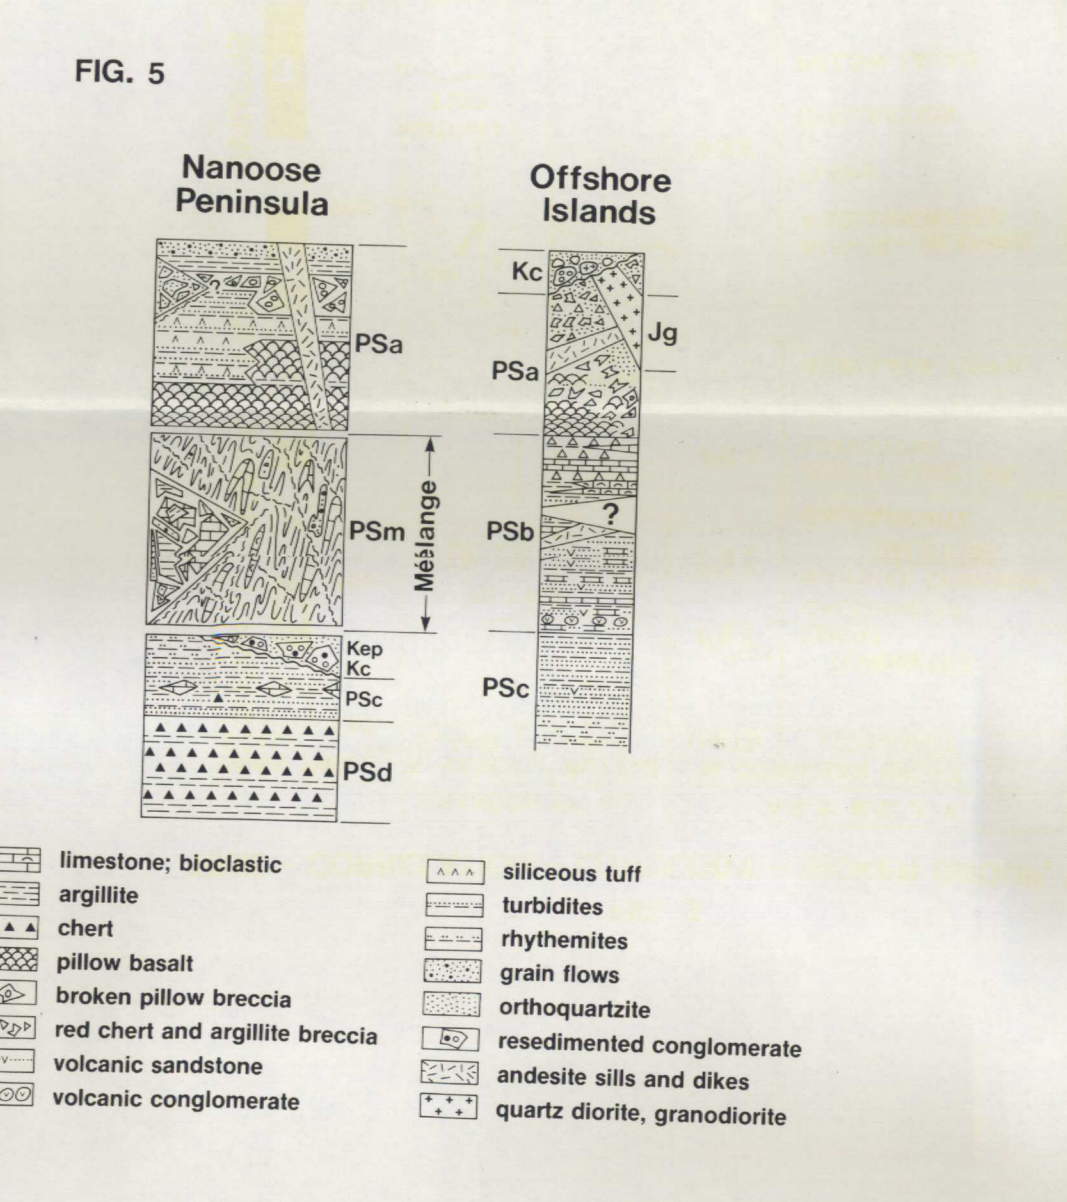 FIG. 5
Nanoose
Peninsula
Offshore
Islands
?
PSa
PSm
Méèlange
Kep
Kc
PSc
PSd
Kc
Jg
PSa
PSb
?
PSc
limestone; bioclastic
argillite
chert
pillow basalt
broken pillow breccia
red chert and argillite breccia
volcanic sandstone
volcanic conglomerate
siliceous tuff
turbidites
rhythemites
grain flows
orthoquartzite
resedimented conglomerate
andesite sills and dikes
quartz diorite, granodiorite